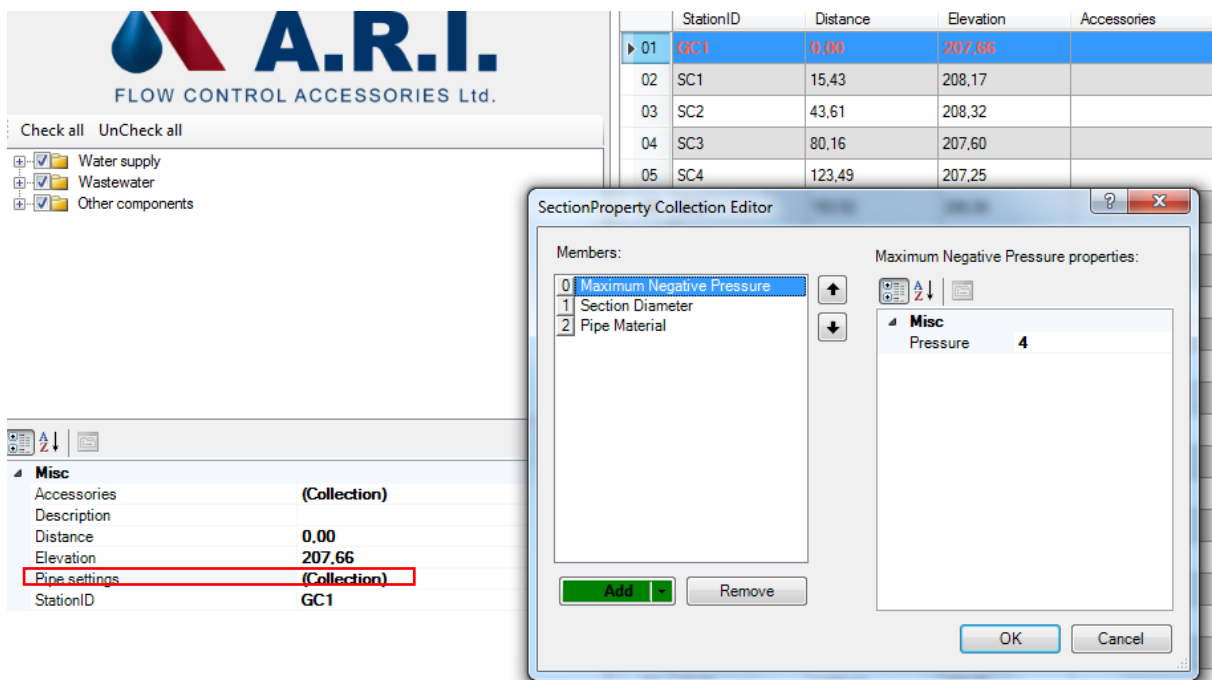 A.R.I.
FLOW CONTROL ACCESSORIES Ltd.
Check all UnCheck all
Water supply
Wastewater
Other components
StationID Distance Elevation Accessories
01 GC1 0,00 207,66
02 SC1 15,43 208,17
03 SC2 43,61 208,32
04 SC3 80,16 207,60
05 SC4 123,49 207,25
Misc
Accessories (Collection)
Description
Distance 0,00
Elevation 207,66
Pipe settings (Collection)
StationID GC1
SectionProperty Collection Editor
Members:
0 Maximum Negative Pressure
1 Section Diameter
2 Pipe Material
Add Remove
Maximum Negative Pressure properties:
Misc
Pressure 4
OK Cancel